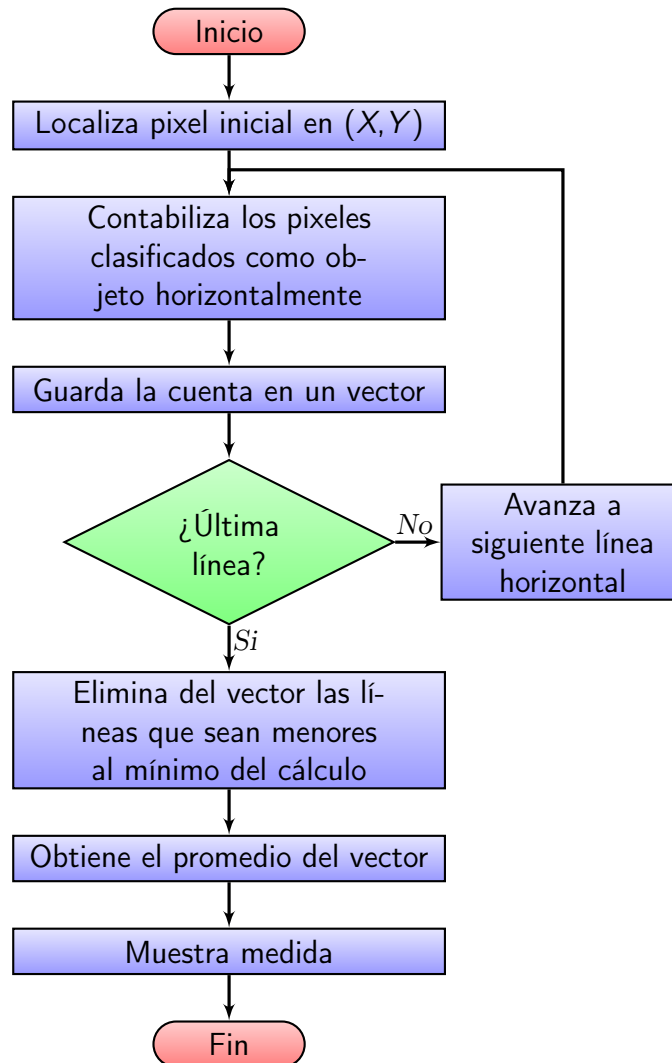 Inicio
Localiza pixel inicial en (X, Y)
Contabiliza los pixeles
clasificados como ob-
jeto horizontalmente
Guarda la cuenta en un vector
¿Última
línea?
No
Avanza a
siguiente línea
horizontal
Si
Elimina del vector las lí-
neas que sean menores
al mínimo del cálculo
Obtiene el promedio del vector
Muestra medida
Fin